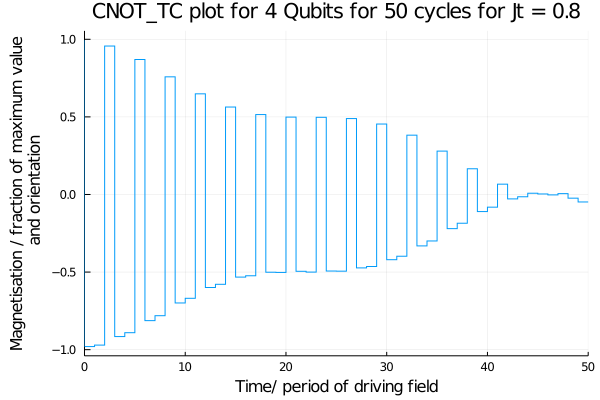 CNOT_TC plot for 4 Qubits for 50 cycles for Jt = 0.8
Magnetisation / fraction of maximum value
and orientation
1.0
0.5
0.0
−0.5
−1.0
0 10 20 30 40 50
Time/ period of driving field